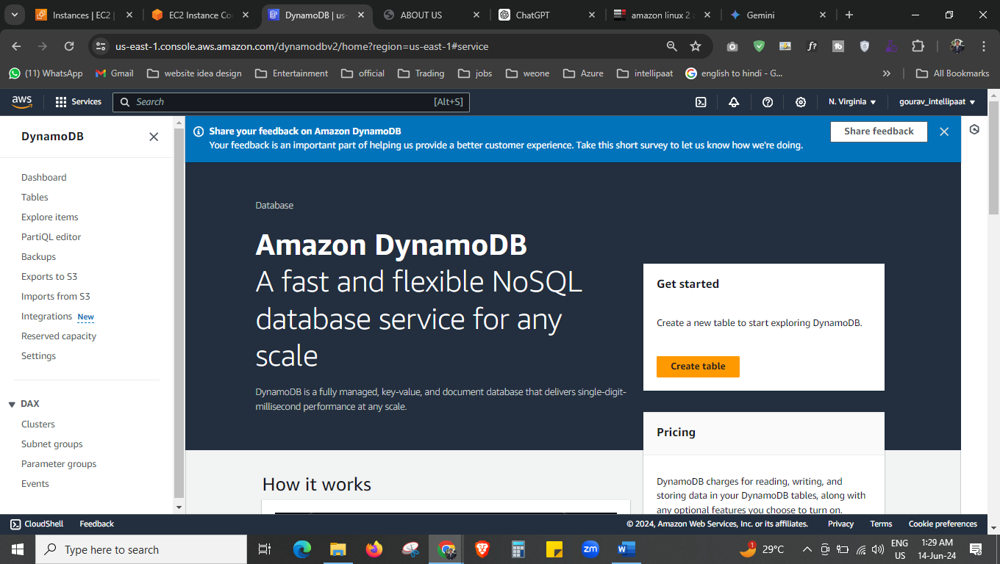 Instances | EC2 |
EC2 Instance Co
DynamoDB | us-
ABOUT US
ChatGPT
amazon linux 2 a
Gemini
us-east-1.console.aws.amazon.com/dynamodbv2/home?region=us-east-1#service
(11) WhatsApp
Gmail
website idea design
Entertainment
official
Trading
jobs
weone
Azure
intellipaat
english to hindi - G...
All Bookmarks
aws
Services
Search
[Alt+S]
N. Virginia
gourav_intellipaat
DynamoDB
Dashboard
Tables
Explore items
PartiQL editor
Backups
Exports to S3
Imports from S3
Integrations New
Reserved capacity
Settings
DAX
Clusters
Subnet groups
Parameter groups
Events
Share your feedback on Amazon DynamoDB
Your feedback is an important part of helping us provide a better customer experience. Take this short survey to let us know how we're doing.
Share feedback
Database
Amazon DynamoDB
A fast and flexible NoSQL
database service for any
scale
DynamoDB is a fully managed, key-value, and document database that delivers single-digit-
millisecond performance at any scale.
Get started
Create a new table to start exploring DynamoDB.
Create table
Pricing
DynamoDB charges for reading, writing, and
storing data in your DynamoDB tables, along with
any optional features you choose to turn on.
How it works
CloudShell
Feedback
© 2024, Amazon Web Services, Inc. or its affiliates.
Privacy
Terms
Cookie preferences
Type here to search
zm
1
29°C
ENG
US
1:29 AM
14-Jun-24